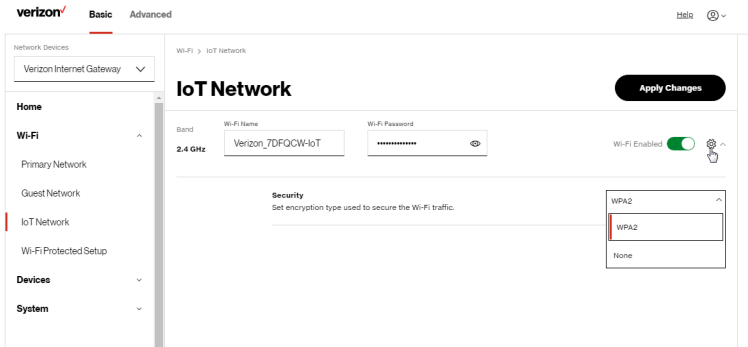 verizon
Basic
Advanced
Help
Network Devices
Verizon Internet Gateway
Home
Wi-Fi
Primary Network
Guest Network
IoT Network
Wi-Fi Protected Setup
Devices
System
Wi-Fi > IoT Network
IoT Network
Apply Changes
Band
2.4 GHz
Wi-Fi Name
Verizon_7DFQCW-IoT
Wi-Fi Password
••••••••••••••
Wi-Fi Enabled
Security
Set encryption type used to secure the Wi-Fi traffic.
WPA2
WPA2
None